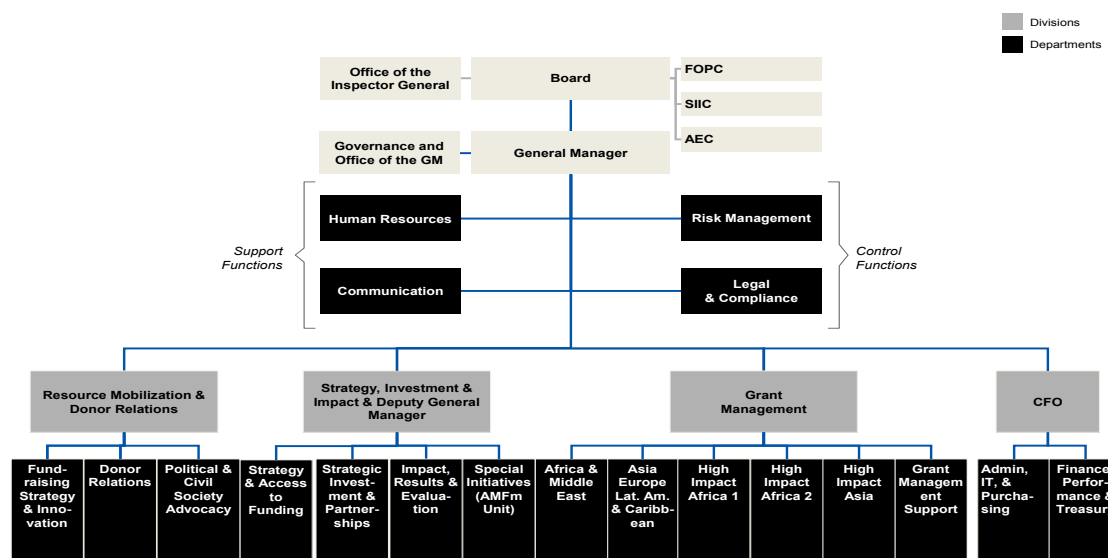 Divisions
Departments
Office of the
Inspector General
Board
FOPC
SIIC
AEC
Governance and
Office of the GM
General Manager
Human Resources
Risk Management
Support
Functions
Control
Functions
Communication
Legal
& Compliance
Resource Mobilization &
Donor Relations
Strategy, Investment &
Impact & Deputy General
Manager
Grant
Management
CFO
Fund-
raising
Strategy
& Inno-
vation
Donor
Relations
Political &
Civil
Society
Advocacy
Strategy
& Access
to
Funding
Strategic
Invest-
ment &
Partner-
ships
Impact,
Results &
Evalua-
tion
Special
Initiatives
(AMFm
Unit)
Africa &
Middle
East
Asia
Europe
Lat. Am.
& Caribb-
ean
High
Impact
Africa 1
High
Impact
Africa 2
High
Impact
Asia
Grant
Managem
ent
Support
Admin,
IT, &
Purcha-
sing
Finance,
Perfor-
mance &
Treasury